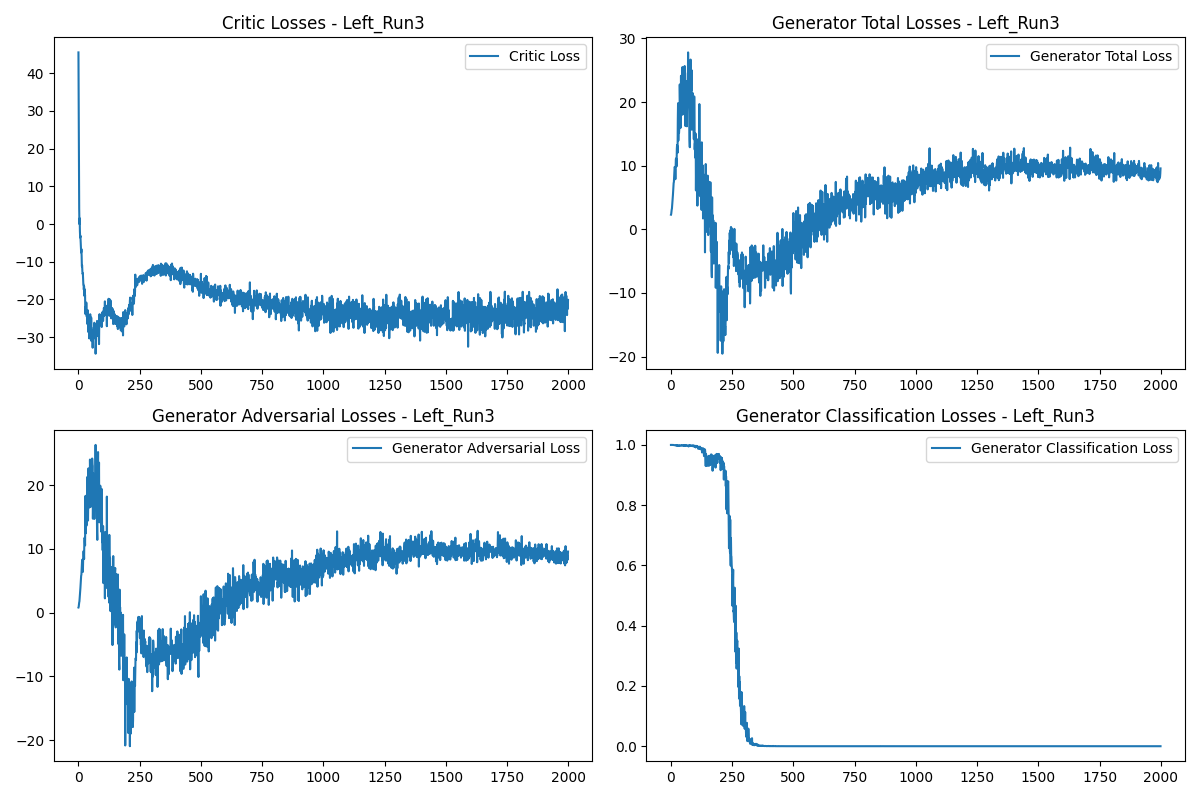 Critic Losses - Left_Run3
Generator Total Losses - Left_Run3
Critic Loss
Generator Total Loss
40
30
20
10
0
−10
−20
−30
30
20
10
0
−10
−20
0 250 500 750 1000 1250 1500 1750 2000
0 250 500 750 1000 1250 1500 1750 2000
Generator Adversarial Losses - Left_Run3
Generator Classification Losses - Left_Run3
Generator Adversarial Loss
Generator Classification Loss
20
10
0
−10
−20
1.0
0.8
0.6
0.4
0.2
0.0
0 250 500 750 1000 1250 1500 1750 2000
0 250 500 750 1000 1250 1500 1750 2000